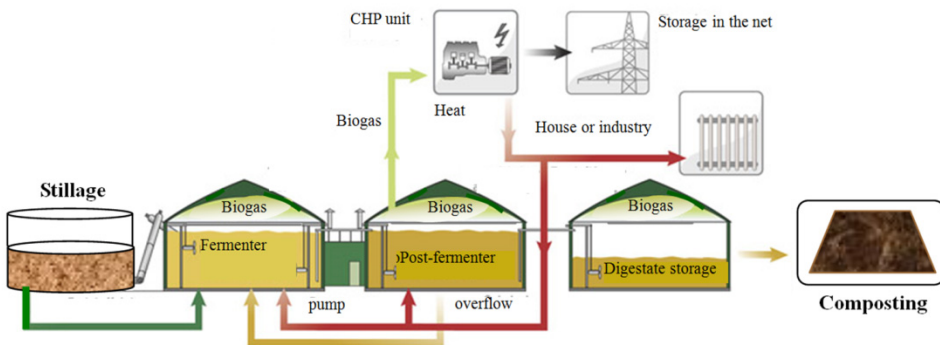 CHP unit
Storage in the net
Heat
Biogas
House or industry
Stillage
Biogas
Biogas
Biogas
Fermenter
Post-fermenter
Digestate storage
pump
overflow
Composting